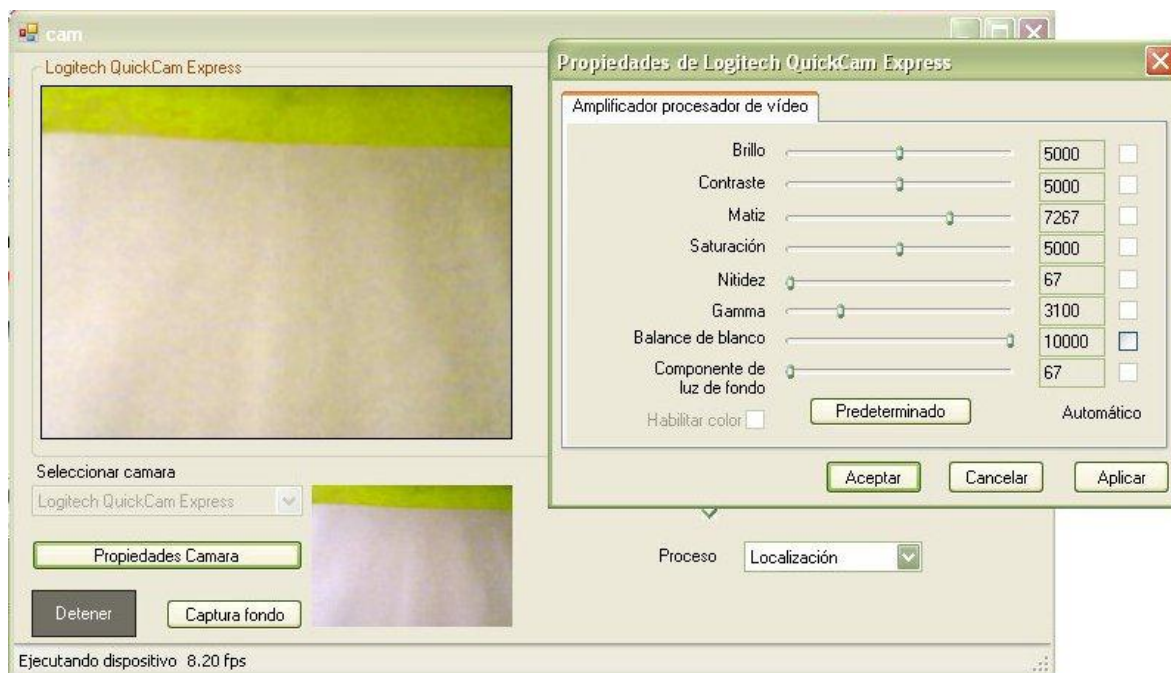 cam
Logitech QuickCam Express
Propiedades de Logitech QuickCam Express
Amplificador procesador de vídeo
Brillo 5000
Contraste 5000
Matiz 7267
Saturación 5000
Nitidez 67
Gamma 3100
Balance de blanco 10000
Componente de
luz de fondo 67
Habilitar color Predeterminado Automático
Aceptar Cancelar Aplicar
Seleccionar camara
Logitech QuickCam Express
Propiedades Camara
Proceso Localización
Detener Captura fondo
Ejecutando dispositivo 8.20 fps